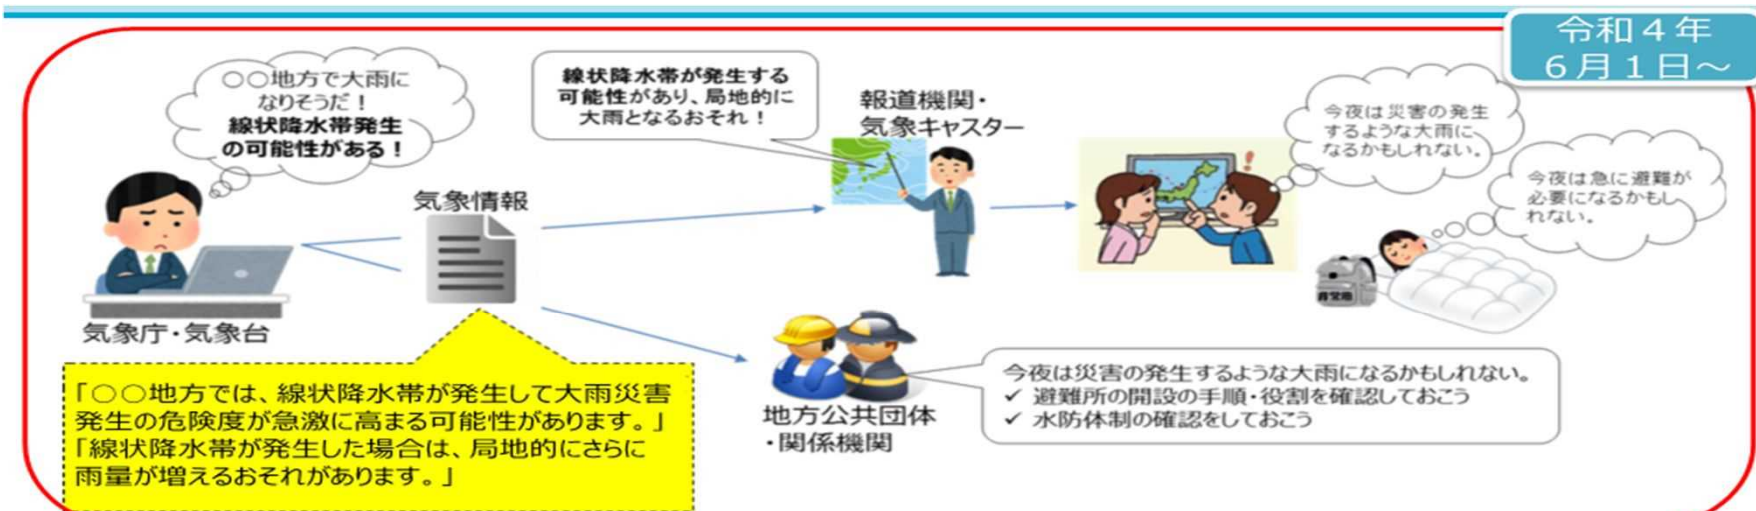 令和４年
６月１日～
○○地方で大雨に
なりそうだ！
線状降水帯発生
の可能性がある！
線状降水帯が発生する
可能性があり、局地的に
大雨となるおそれ！
報道機関・
気象キャスター
今夜は災害の発生
するような大雨に
なるかもしれない。
今夜は急に避難が
必要になるかもし
れない。
気象情報
非常用
気象庁・気象台
「○○地方では、線状降水帯が発生して大雨災害
発生の危険度が急激に高まる可能性があります。」
「線状降水帯が発生した場合は、局地的にさらに
雨量が増えるおそれがあります。」
地方公共団体
・関係機関
今夜は災害の発生するような大雨になるかもしれない。
✓ 避難所の開設の手順・役割を確認しておこう
✓ 水防体制の確認をしておこう